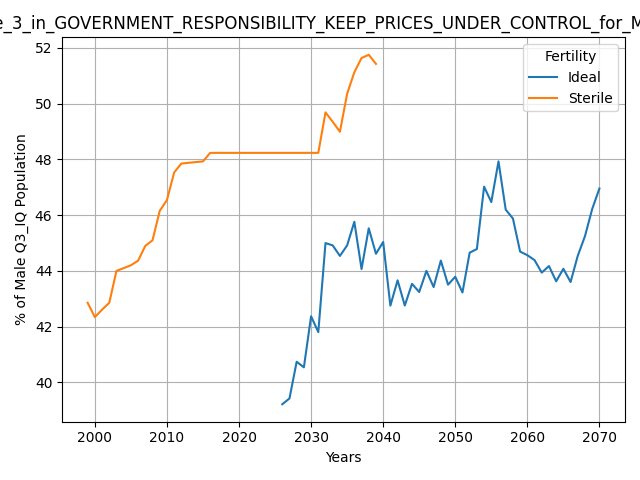 e_3_in_GOVERNMENT_RESPONSIBILITY_KEEP_PRICES_UNDER_CONTROL_for_M
Fertility
Ideal
Sterile
% of Male Q3_IQ Population
52
50
48
46
44
42
40
2000 2010 2020 2030 2040 2050 2060 2070
Years